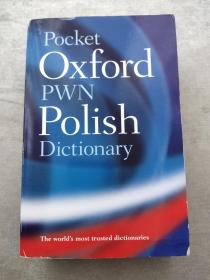 Pocket
Oxford
PWN
Polish
Dictionary
The world's most trusted dictionaries